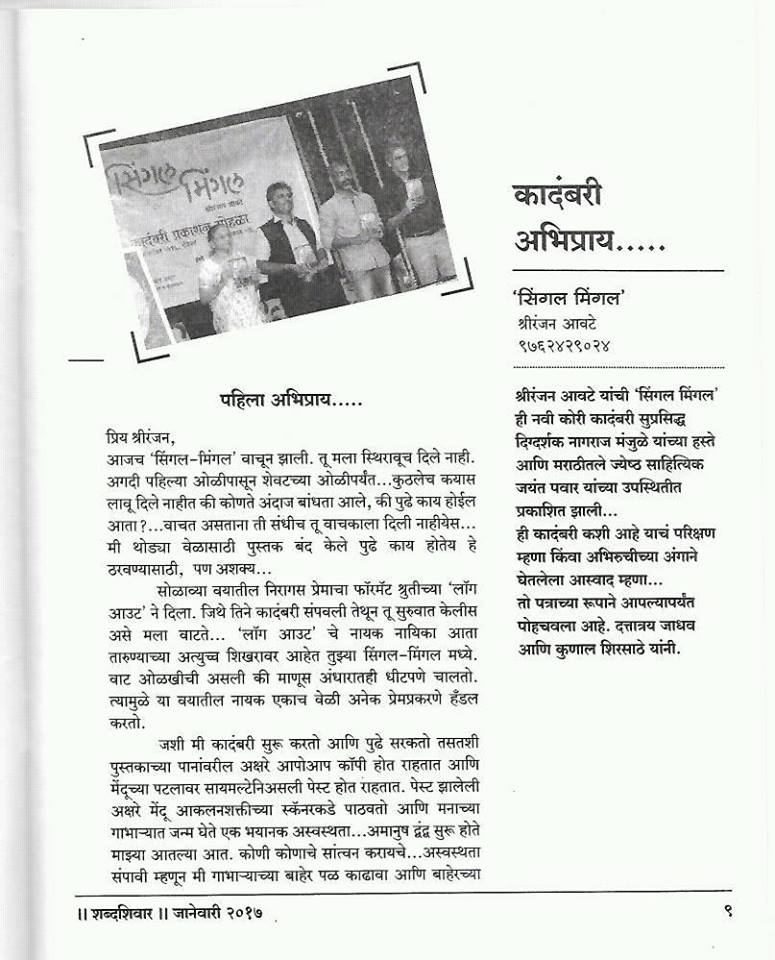 सिंगल
मिंगल
कादंबरी प्रकाशन सोहळा
कादंबरी
अभिप्राय.....
‘सिंगल मिंगल’
श्रीरंजन आवटे
९७६२४२९०२४
श्रीरंजन आवटे यांची ‘सिंगल मिंगल’
ही नवी कोरी कादंबरी सुप्रसिद्ध
दिग्दर्शक नागराज मंजुळे यांच्या हस्ते
आणि मराठीतले ज्येष्ठ साहित्यिक
जयंत पवार यांच्या उपस्थितीत
प्रकाशित झाली...
ही कादंबरी कशी आहे याचं परिक्षण
म्हणा किंवा अभिरुचीच्या अंगाने
घेतलेला आस्वाद म्हणा...
तो पत्राच्या रूपाने आपल्यापर्यंत
पोहचवला आहे. दत्तात्रय जाधव
आणि कुणाल शिरसाठे यांनी.
पहिला अभिप्राय.....
प्रिय श्रीरंजन,
आजच ‘सिंगल-मिंगल’ वाचून झाली. तू मला स्थिरावूच दिले नाही.
अगदी पहिल्या ओळीपासून शेवटच्या ओळीपर्यंत...कुठलेच कयास
लावू दिले नाहीत की कोणते अंदाज बांधता आले, की पुढे काय होईल
आता?...वाचत असताना ती संधीच तू वाचकाला दिली नाहीयेस...
मी थोड्या वेळासाठी पुस्तक बंद केले पुढे काय होतेय हे
ठरवण्यासाठी, पण अशक्य...
सोळाव्या वयातील निरागस प्रेमाचा फॉरमॅट श्रुतीच्या ‘लॉग
आउट’ ने दिला. जिथे तिने कादंबरी संपवली तेथून तू सुरुवात केलीस
असे मला वाटते... ‘लॉग आउट’ चे नायक नायिका आता
तारुण्याच्या अत्युच्च शिखरावर आहेत तुझ्या सिंगल-मिंगल मध्ये.
वाट ओळखीची असली की माणूस अंधारातही धीटपणे चालतो.
त्यामुळे या वयातील नायक एकाच वेळी अनेक प्रेमप्रकरणे हॅंडल
करतो.
जशी मी कादंबरी सुरू करतो आणि पुढे सरकतो तसतशी
पुस्तकाच्या पानांवरील अक्षरे आपोआप कॉपी होत राहतात आणि
मेंदूच्या पटलावर सायमल्टेनिअसली पेस्ट होत राहतात. पेस्ट झालेली
अक्षरे मेंदू आकलनशक्तीच्या स्कॅनरकडे पाठवतो आणि मनाच्या
गाभाऱ्यात जन्म घेते एक भयानक अस्वस्थता...अमानुष द्वंद्व सुरू होते
माझ्या आतल्या आत. कोणी कोणाचे सांत्वन करायचे...अस्वस्थता
संपावी म्हणून मी गाभाऱ्याच्या बाहेर पळ काढावा आणि बाहेरच्या
॥ शब्दशिवार ॥ जानेवारी २०१७
९